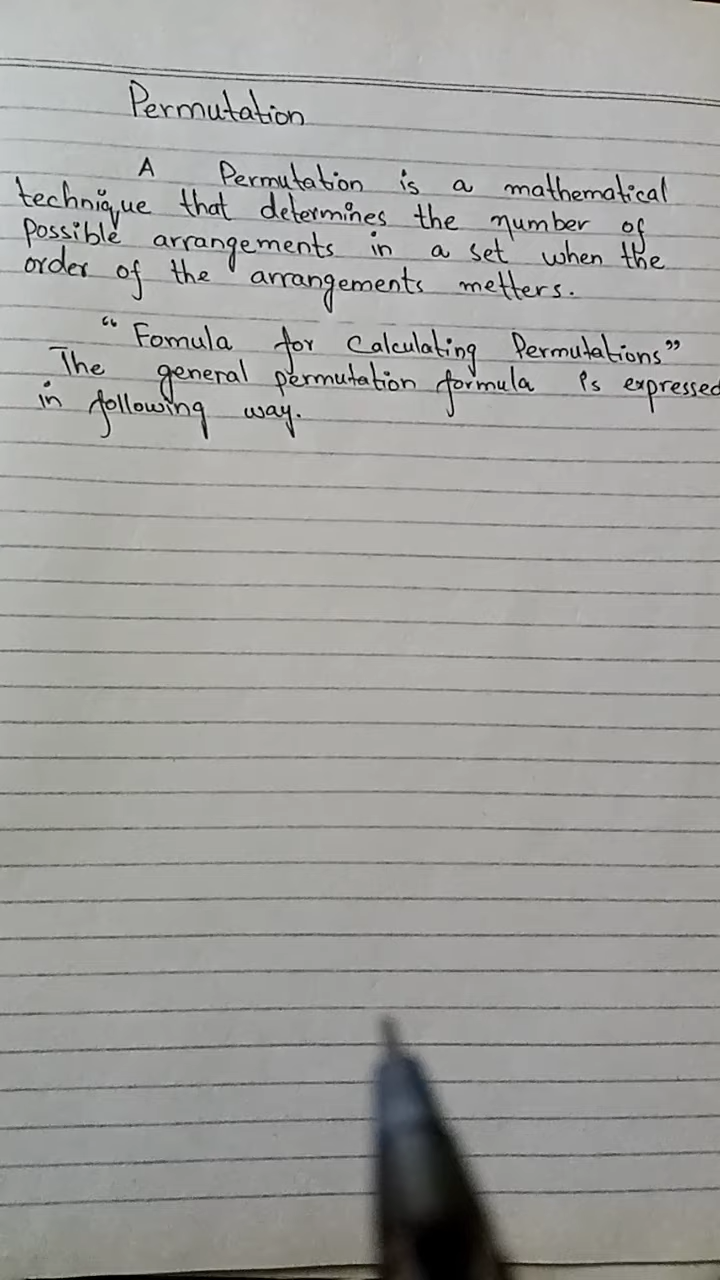 Permutation
A Permutation is a mathematical
technique that determines the number of
possible arrangements in a set when the
order of the arrangements metters.
“Fomula for Calculating Permutations”
The general permutation formula is expressed
in following way.